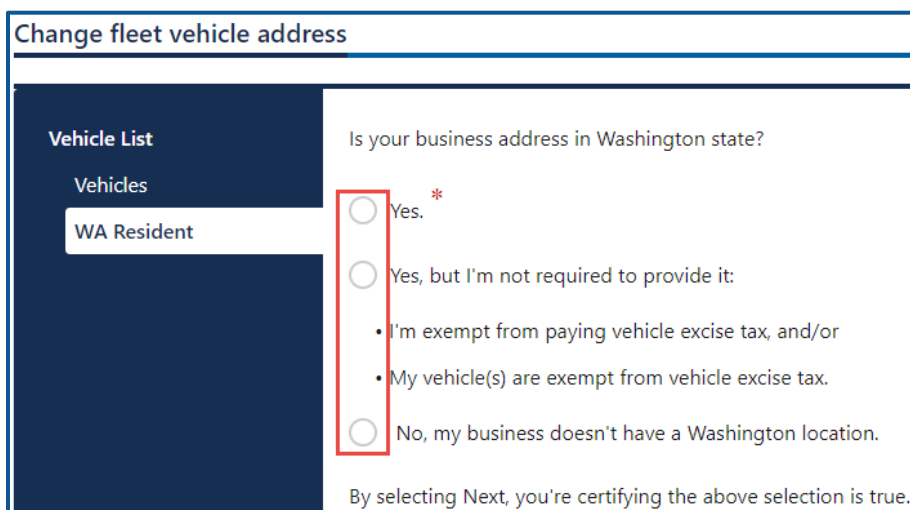 Change fleet vehicle address
Vehicle List
Vehicles
WA Resident
Is your business address in Washington state?
Yes. *
Yes, but I'm not required to provide it:
• I'm exempt from paying vehicle excise tax, and/or
• My vehicle(s) are exempt from vehicle excise tax.
No, my business doesn't have a Washington location.
By selecting Next, you're certifying the above selection is true.